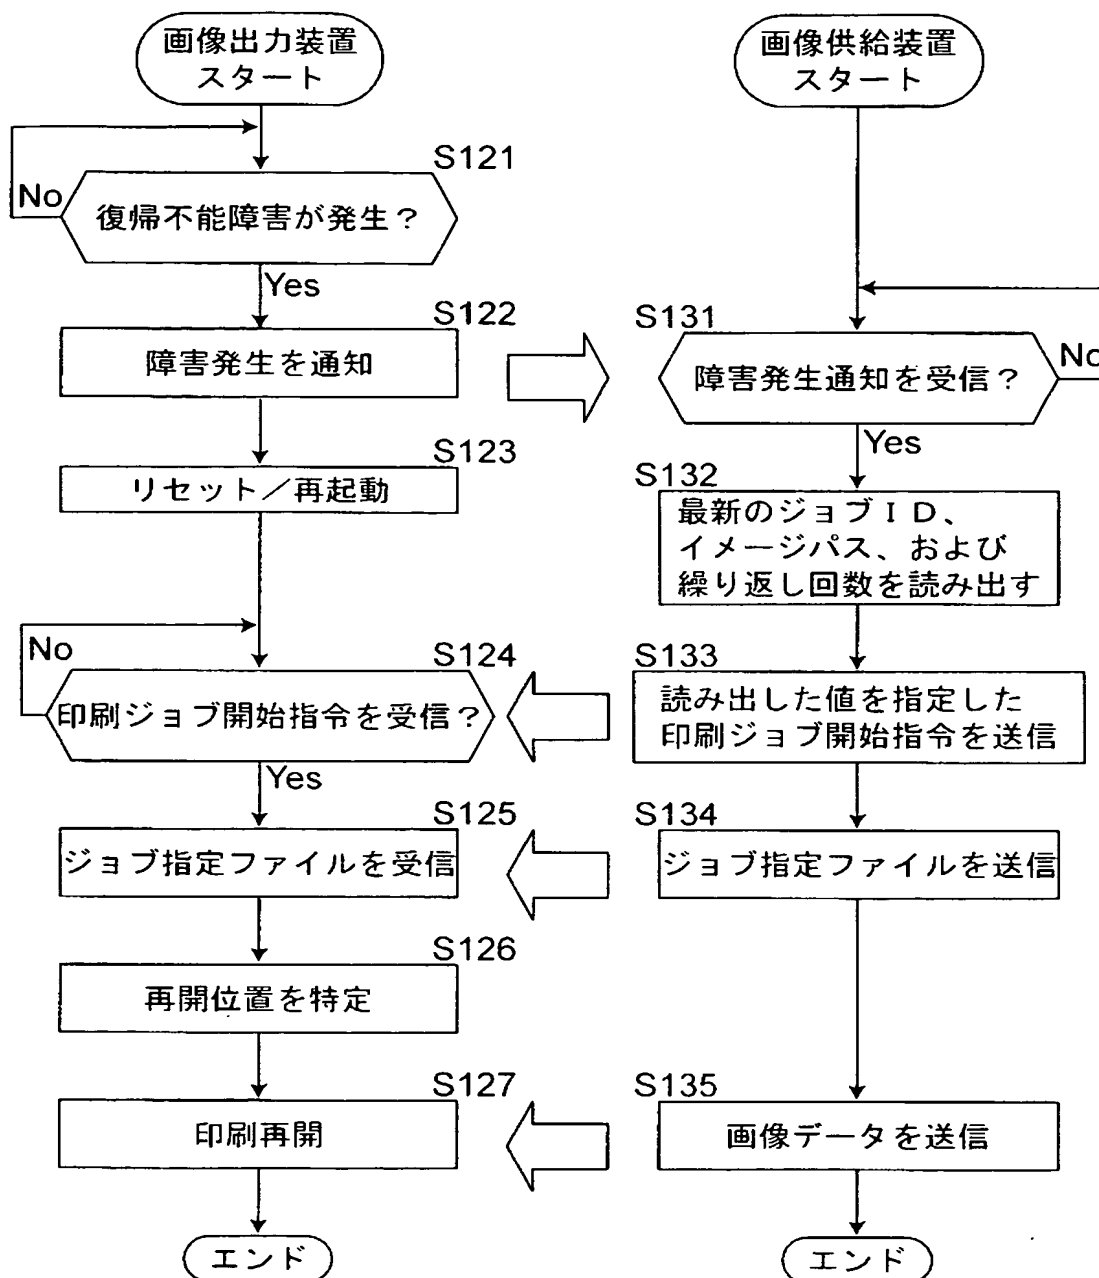 画像出力装置
スタート
S121
No
復帰不能障害が発生？
Yes
S122
障害発生を通知
S123
リセット／再起動
No
S124
印刷ジョブ開始指令を受信？
Yes
S125
ジョブ指定ファイルを受信
S126
再開位置を特定
S127
印刷再開
エンド
画像供給装置
スタート
S131
No
障害発生通知を受信？
Yes
S132
最新のジョブＩＤ、
イメージパス、および
繰り返し回数を読み出す
S133
読み出した値を指定した
印刷ジョブ開始指令を送信
S134
ジョブ指定ファイルを送信
S135
画像データを送信
エンド